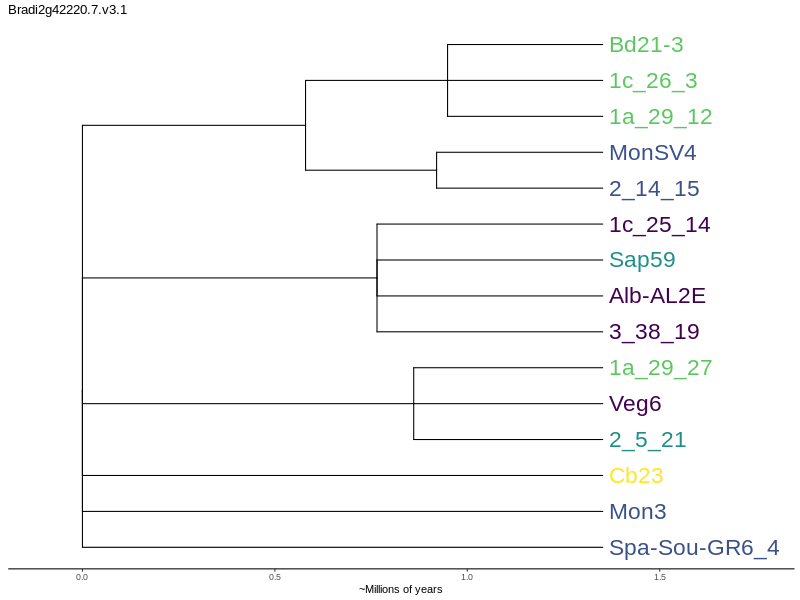 Bradi2g42220.7.v3.1
Bd21-3
1c_26_3
1a_29_12
MonSV4
2_14_15
1c_25_14
Sap59
Alb-AL2E
3_38_19
1a_29_27
Veg6
2_5_21
Cb23
Mon3
Spa-Sou-GR6_4
0.0 0.5 1.0 1.5
~Millions of years